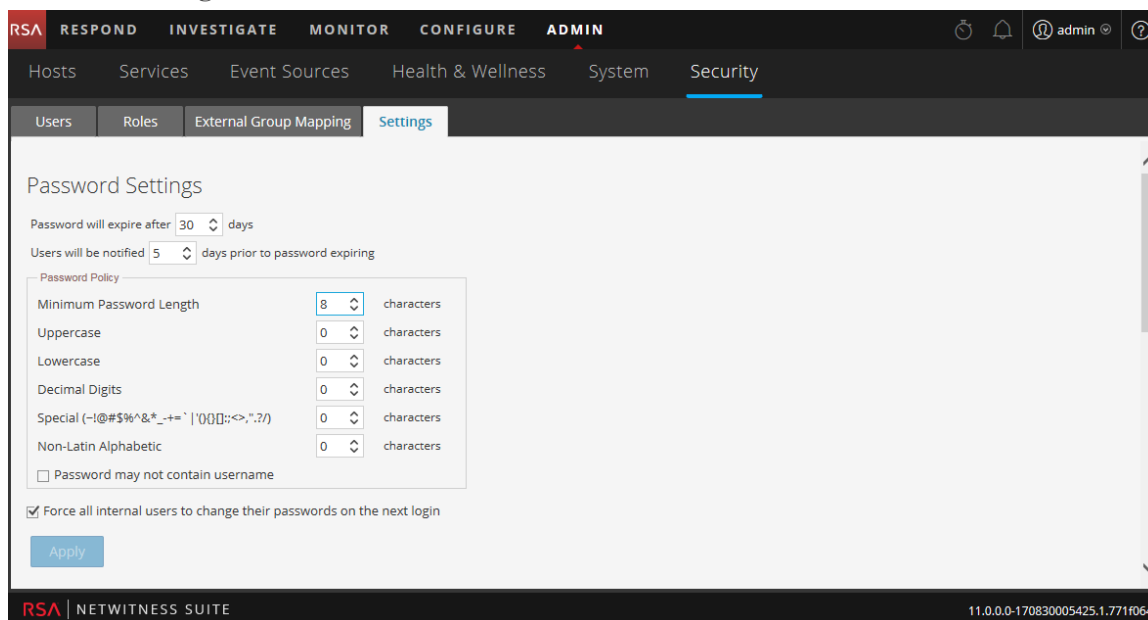 RSA RESPOND INVESTIGATE MONITOR CONFIGURE ADMIN admin ?
Hosts Services Event Sources Health & Wellness System Security
Users Roles External Group Mapping Settings
Password Settings
Password will expire after 30 days
Users will be notified 5 days prior to password expiring
Password Policy
Minimum Password Length 8 characters
Uppercase 0 characters
Lowercase 0 characters
Decimal Digits 0 characters
Special (~!@#$%^&*_-+=`|'(){}[]:;<>,".?/) 0 characters
Non-Latin Alphabetic 0 characters
Password may not contain username
Force all internal users to change their passwords on the next login
Apply
RSA | NETWITNESS SUITE 11.0.0.0-170830005425.1.771f064